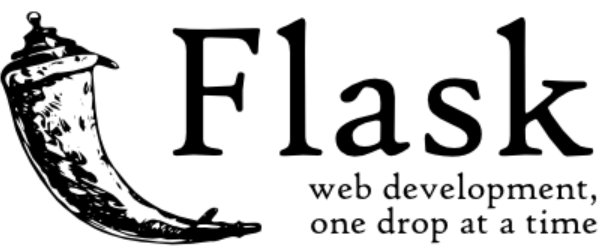 Flask
web development,
one drop at a time